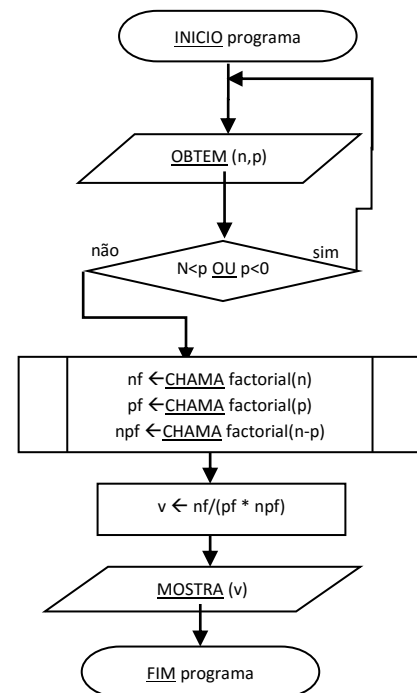 INICIO programa
OBTEM (n,p)
não
sim
N<p OU p<0
nf ←CHAMA factorial(n)
pf ←CHAMA factorial(p)
npf ←CHAMA factorial(n-p)
v ← nf/(pf * npf)
MOSTRA (v)
FIM programa